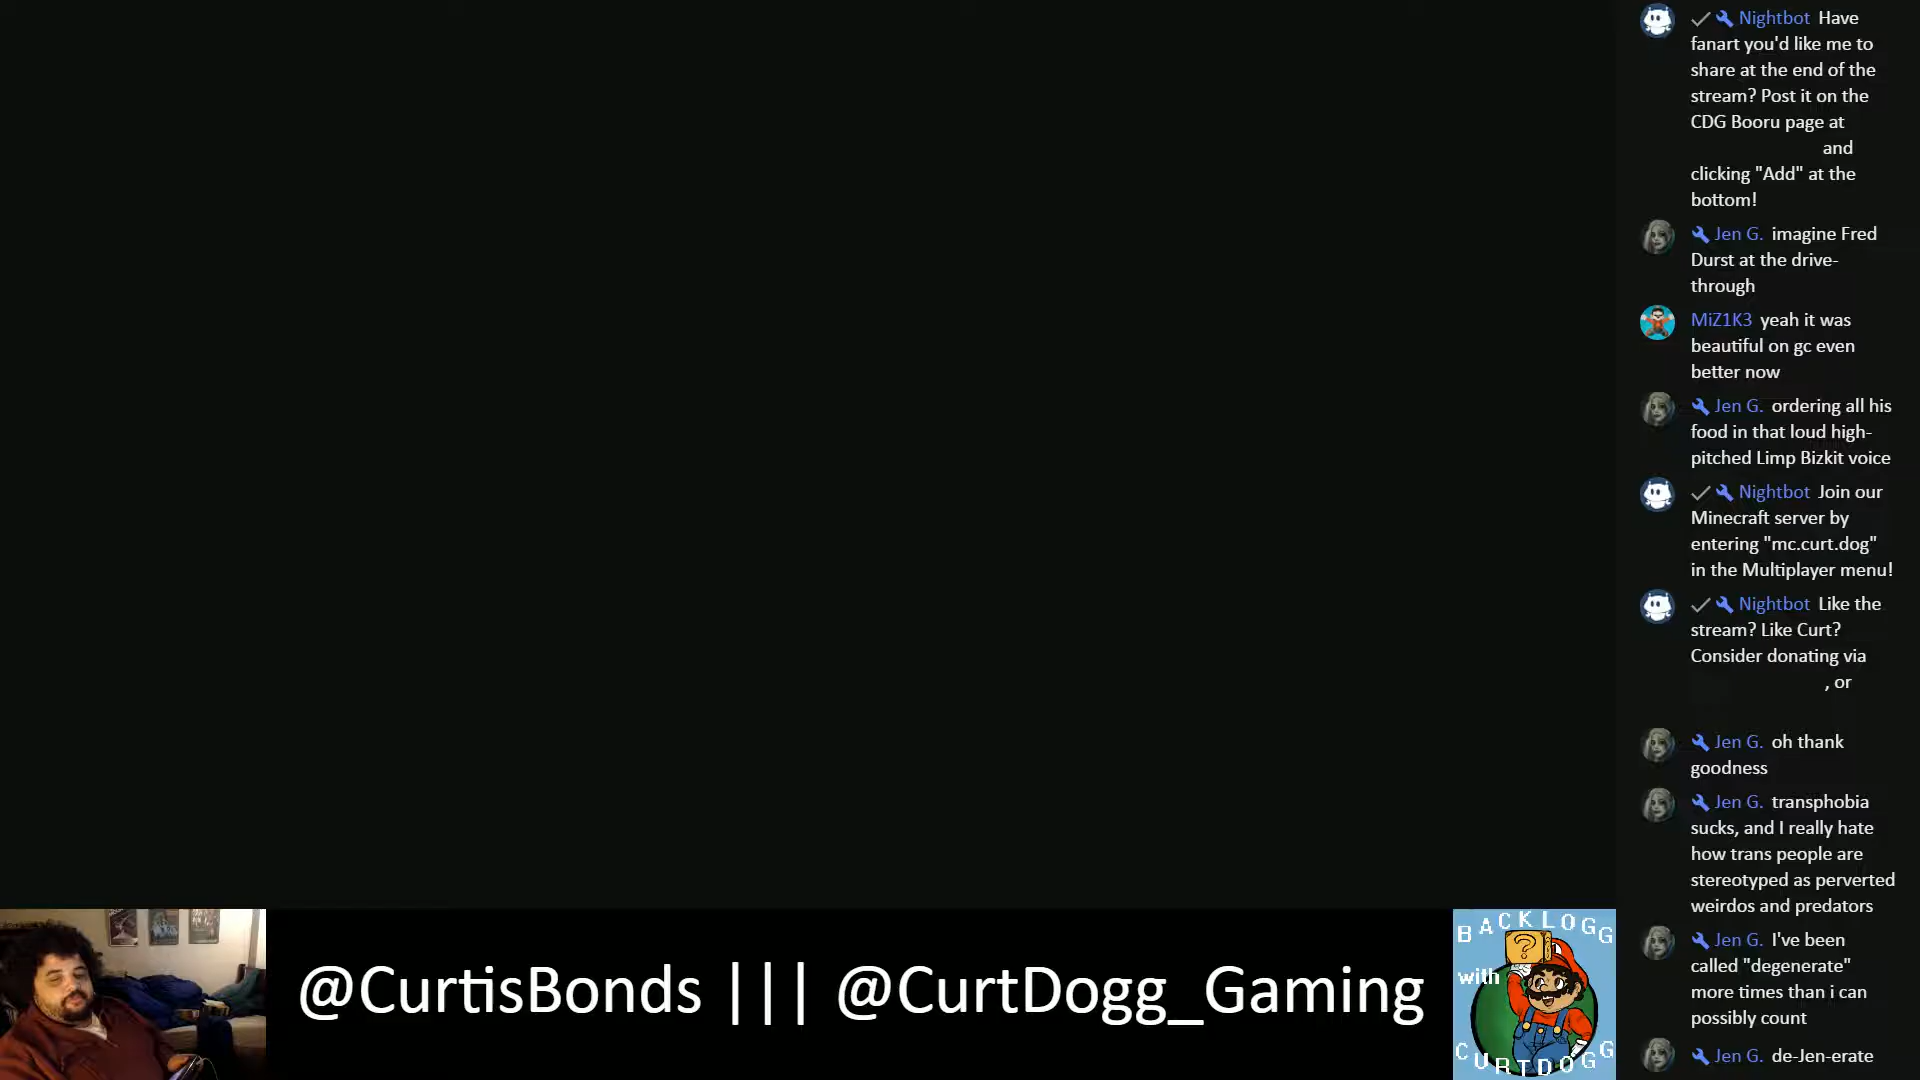 Nightbot Have
fanart you'd like me to
share at the end of the
stream? Post it on the
CDG Booru page at
and
clicking "Add" at the
bottom!
Jen G. imagine Fred
Durst at the drive-
through
MiZ1K3 yeah it was
beautiful on gc even
better now
Jen G. ordering all his
food in that loud high-
pitched Limp Bizkit voice
Nightbot Join our
Minecraft server by
entering "mc.curt.dog"
in the Multiplayer menu!
Nightbot Like the
stream? Like Curt?
Consider donating via
, or
Jen G. oh thank
goodness
Jen G. transphobia
sucks, and I really hate
how trans people are
stereotyped as perverted
weirdos and predators
Jen G. I've been
called "degenerate"
more times than i can
possibly count
Jen G. de-Jen-erate
@CurtisBonds ||| @CurtDogg_Gaming
BACKLOGG
with
CURTDOGG